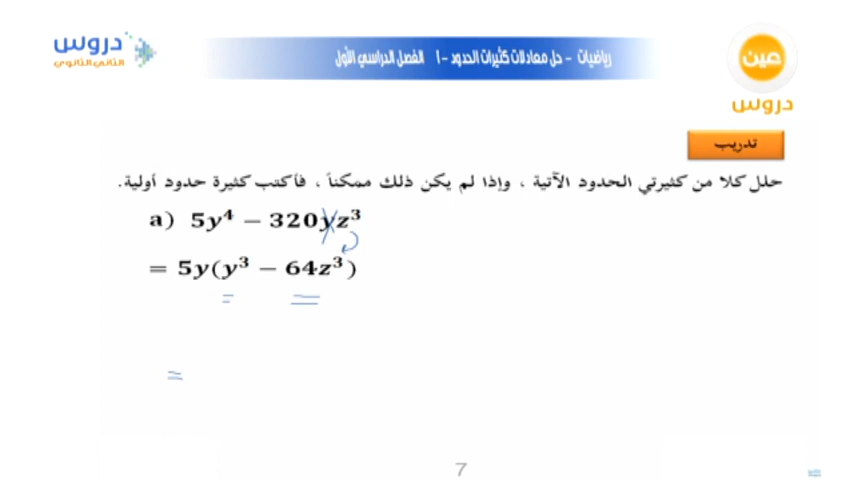 دروس
الثاني الثانوي
رياضيات - حل معادلات كثيرات الحدود - 1 الفصل الدراسي الأول
عين
دروس
تدريب
حلل كلا من كثيرتي الحدود الآتية ، وإذا لم يكن ذلك ممكناً ، فأكتب كثيرة حدود أولية.
a) 5y⁴ − 320yz³
= 5y(y³ − 64z³)
=
7